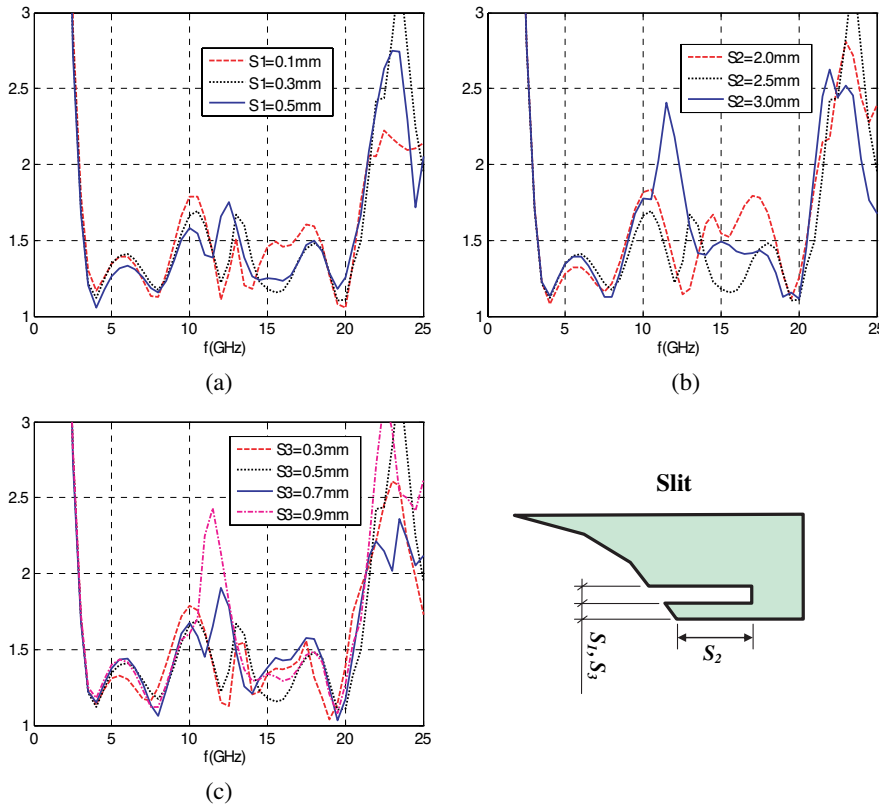 3
2.5
2
1.5
1
0 5 10 15 20 25
f(GHz)
S1=0.1mm
S1=0.3mm
S1=0.5mm
(a)
3
2.5
2
1.5
1
0 5 10 15 20 25
f(GHz)
S2=2.0mm
S2=2.5mm
S2=3.0mm
(b)
3
2.5
2
1.5
1
0 5 10 15 20 25
f(GHz)
S3=0.3mm
S3=0.5mm
S3=0.7mm
S3=0.9mm
(c)
Slit
S1, S3
S2